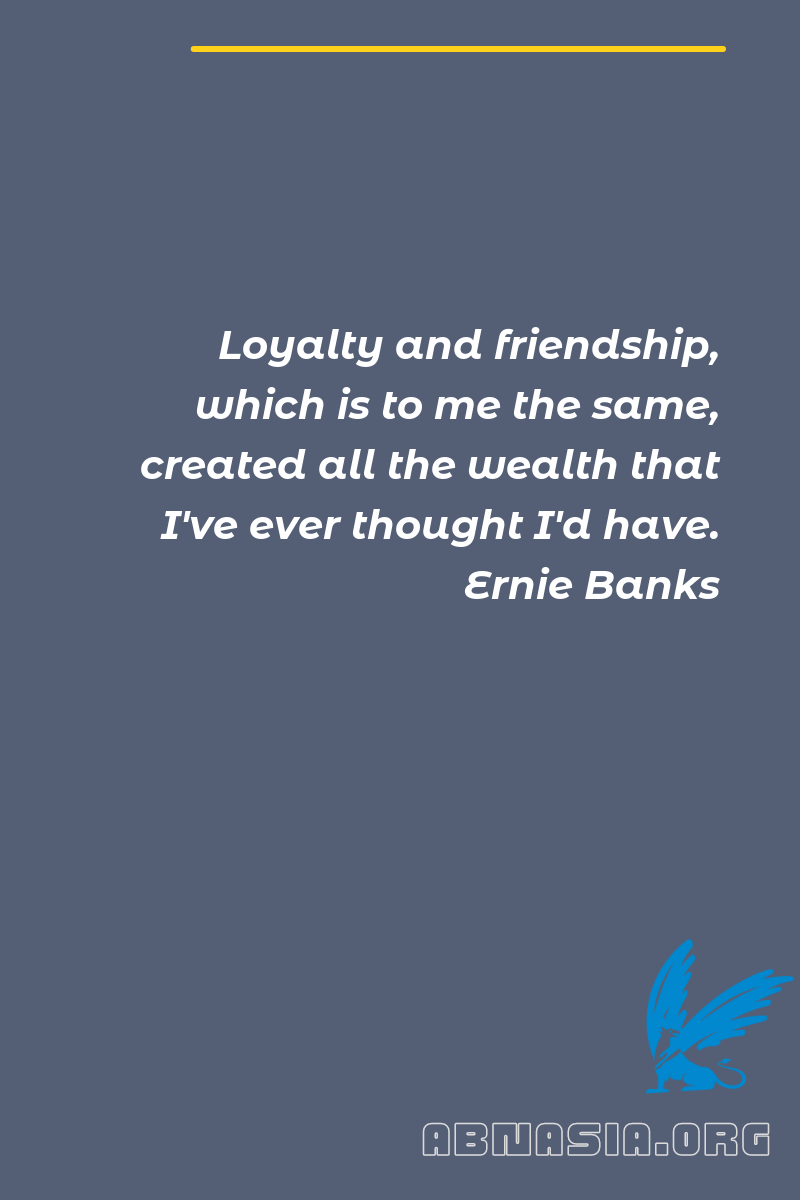 Loyalty and friendship,
which is to me the same,
created all the wealth that
I've ever thought I'd have.
Ernie Banks
ABNASIA.ORG